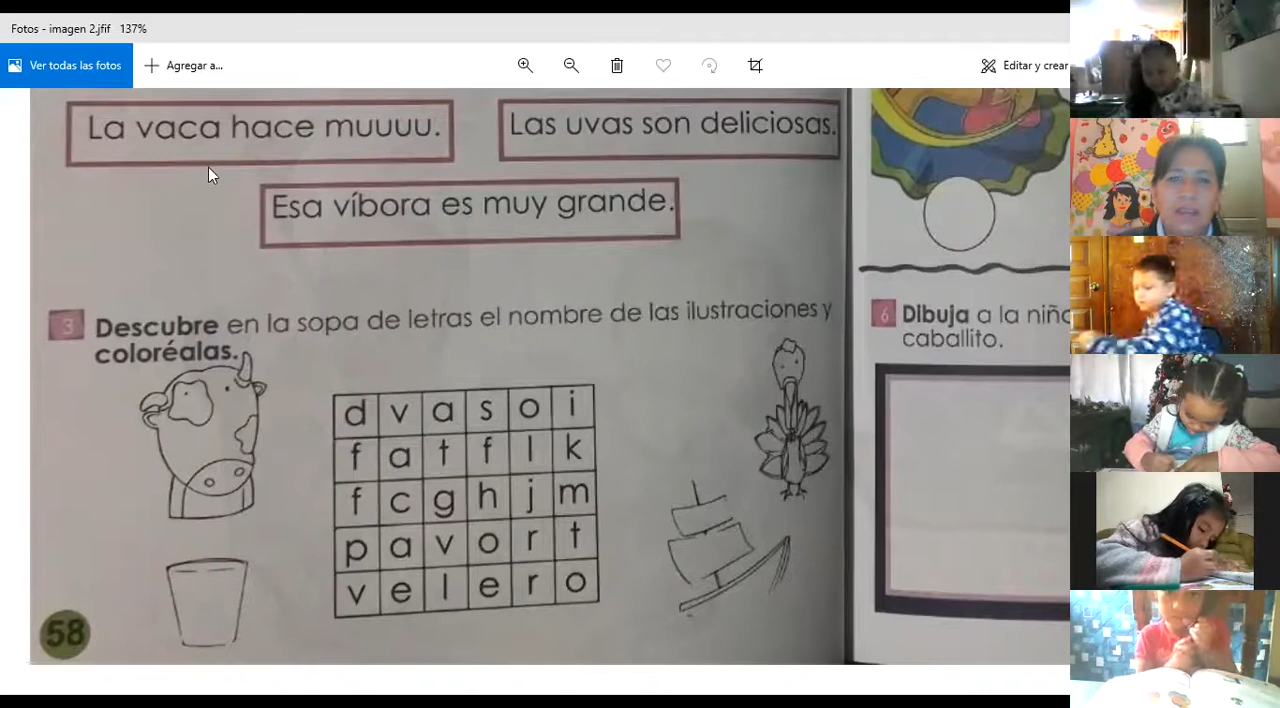 Fotos - imagen 2.jfif 137%
Ver todas las fotos
Agregar a...
Editar y crear
La vaca hace muuuu.
Las uvas son deliciosas.
Esa víbora es muy grande.
3 Descubre en la sopa de letras el nombre de las ilustraciones y
coloréalas.
d v a s o i
f a t f l k
f c g h j m
p a v o r t
v e l e r o
58
6 Dibuja a la niña
caballito.